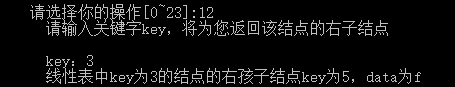 请选择你的操作[0~23]:12
请输入关键字key，将为您返回该结点的右子结点
key：3
线性表中key为3的结点的右孩子结点key为5，data为f